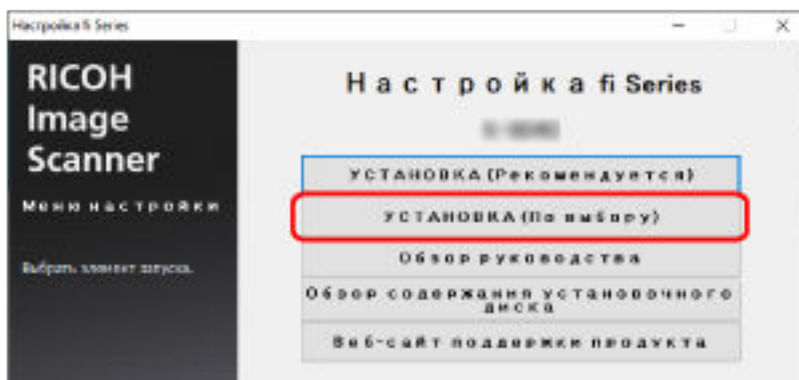 Настройка fi Series
RICOH
Image
Scanner
Меню настройки
Выбрать элемент запуска.
Настройка fi Series
УСТАНОВКА (Рекомендуется)
УСТАНОВКА (По выбору)
Обзор руководства
Обзор содержания установочного
диска
Веб-сайт поддержки продукта